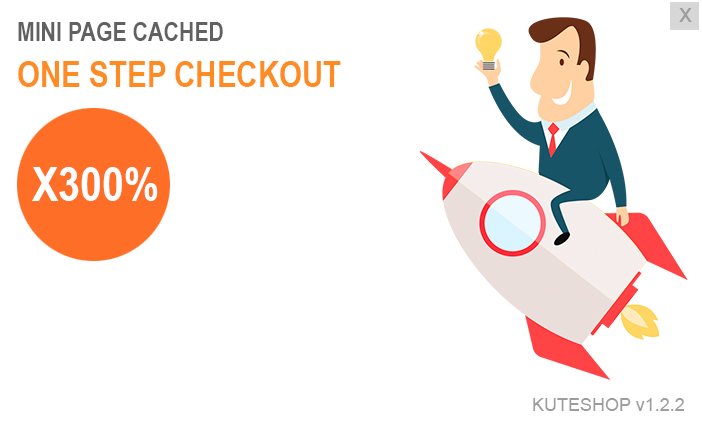 MINI PAGE CACHED
X
ONE STEP CHECKOUT
X300%
KUTESHOP v1.2.2